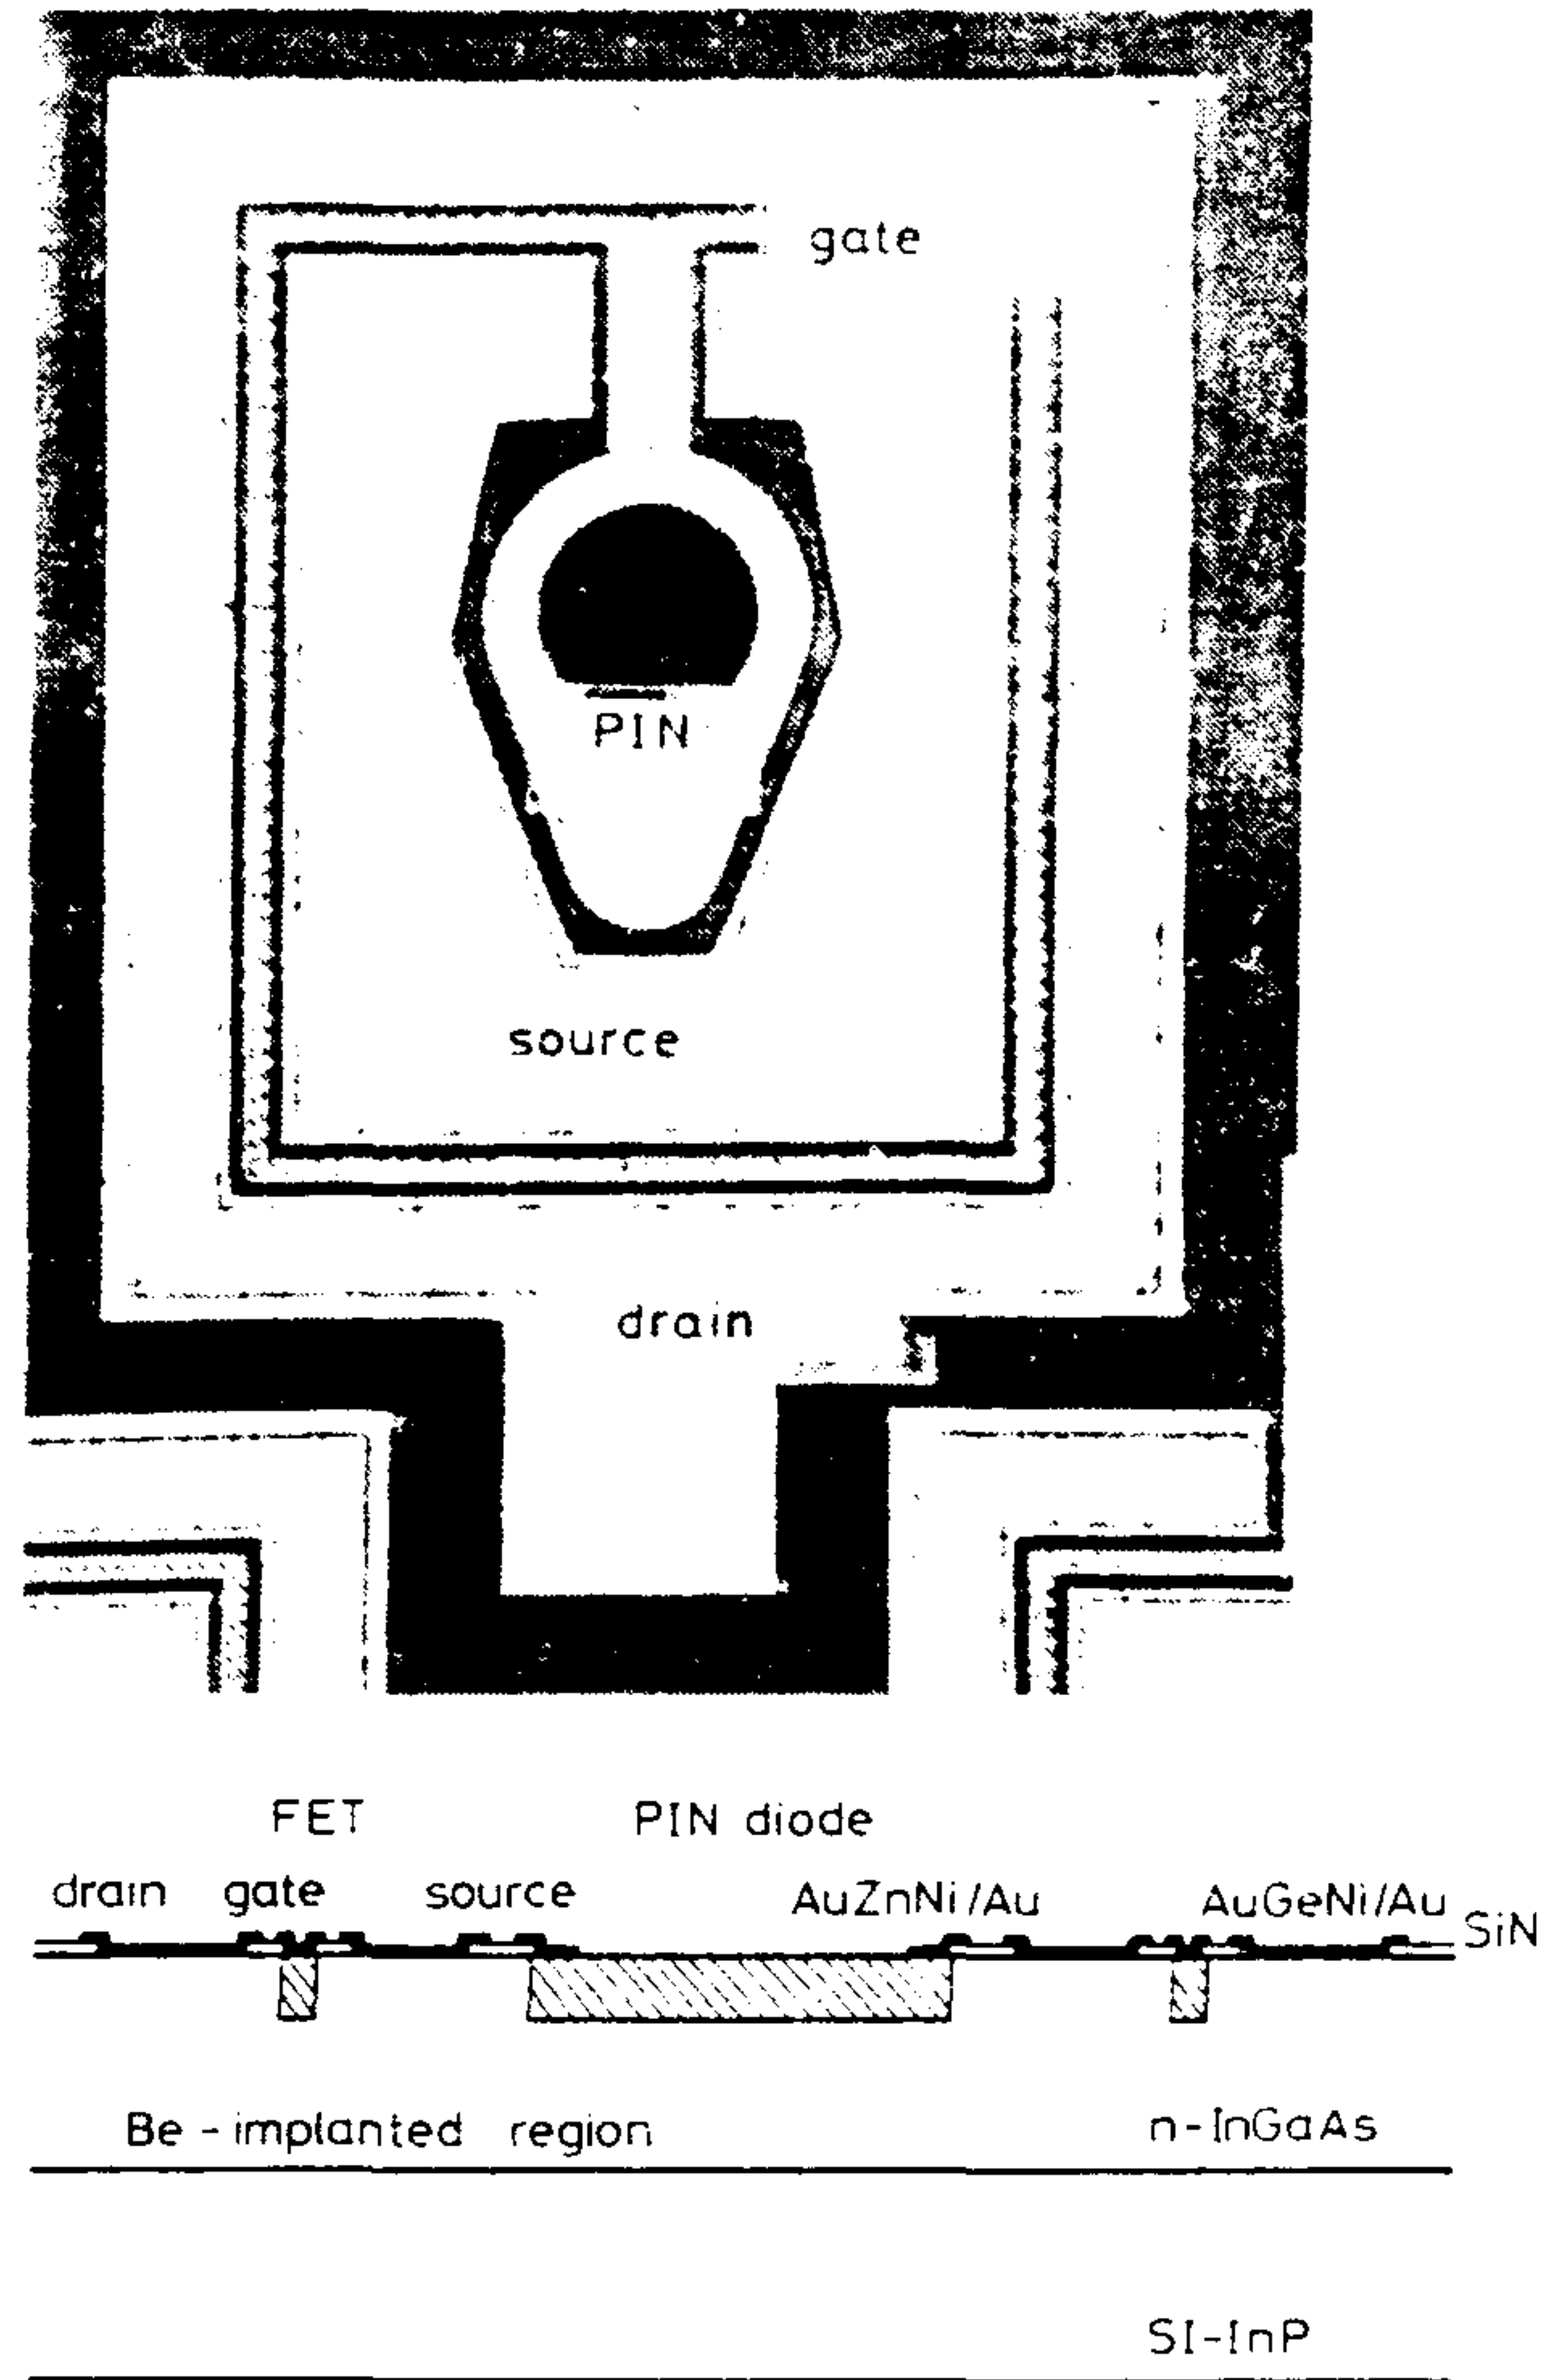 gate
PIN
source
drain
FET PIN diode
drain gate source AuZnNi/Au AuGeNi/Au SiN
Be-implanted region n-InGaAs
SI-InP